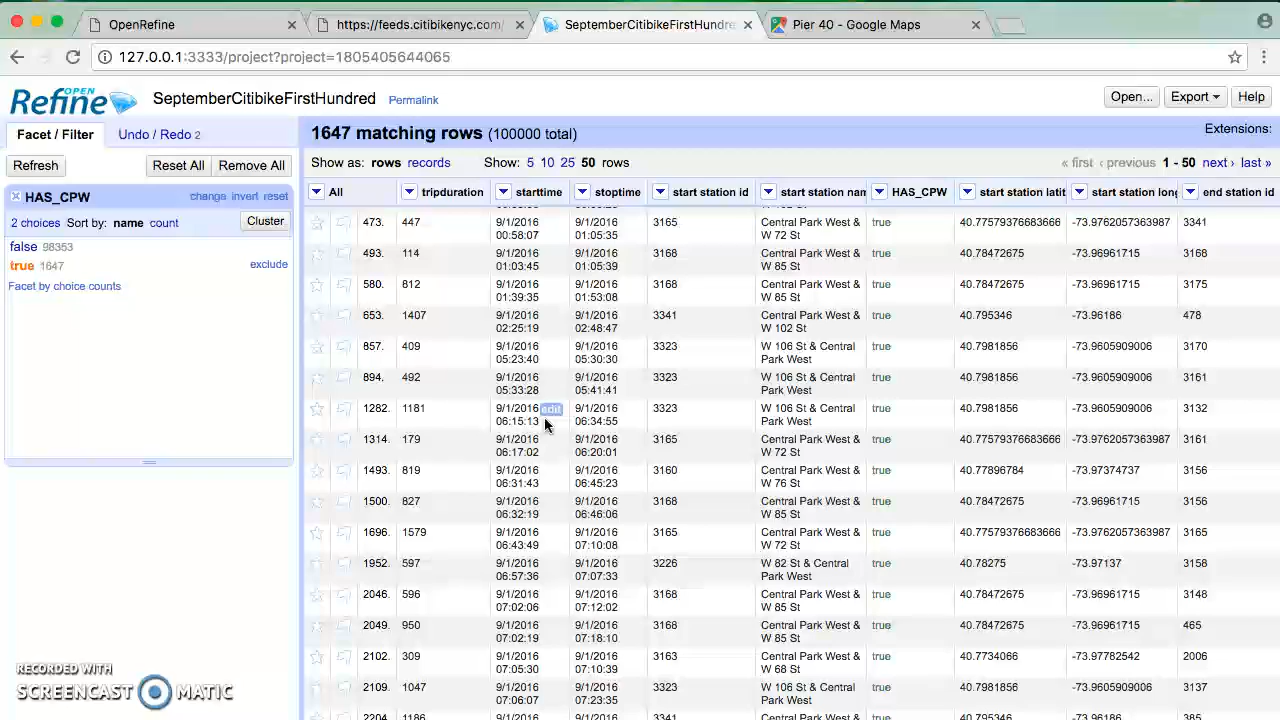 OpenRefine × https://feeds.citibikenyc.com/ × SeptemberCitibikeFirstHundre × Pier 40 - Google Maps ×
127.0.0.1:3333/project?project=1805405644065
OPEN
Refine SeptemberCitibikeFirstHundred Permalink Open... Export Help
Facet / Filter Undo / Redo 2 1647 matching rows (100000 total) Extensions:
Refresh Reset All Remove All Show as: rows records Show: 5 10 25 50 rows « first ‹ previous 1 - 50 next › last »
HAS_CPW change invert reset
2 choices Sort by: name count Cluster
false 98353
true 1647 exclude
Facet by choice counts
All tripduration starttime stoptime start station id start station nam HAS_CPW start station latit start station long end station id
473. 447 9/1/2016 9/1/2016 3165 Central Park West & true 40.77579376683666 -73.9762057363987 3341
00:58:07 01:05:35 W 72 St
493. 114 9/1/2016 9/1/2016 3168 Central Park West & true 40.78472675 -73.96961715 3168
01:03:45 01:05:39 W 85 St
580. 812 9/1/2016 9/1/2016 3168 Central Park West & true 40.78472675 -73.96961715 3175
01:39:35 01:53:08 W 85 St
653. 1407 9/1/2016 9/1/2016 3341 Central Park West & true 40.795346 -73.96186 478
02:25:19 02:48:47 W 102 St
857. 409 9/1/2016 9/1/2016 3323 W 106 St & Central true 40.7981856 -73.9605909006 3170
05:23:40 05:30:30 Park West
894. 492 9/1/2016 9/1/2016 3323 W 106 St & Central true 40.7981856 -73.9605909006 3161
05:33:28 05:41:41 Park West
1282. 1181 9/1/2016 edit 9/1/2016 3323 W 106 St & Central true 40.7981856 -73.9605909006 3132
06:15:13 06:34:55 Park West
1314. 179 9/1/2016 9/1/2016 3165 Central Park West & true 40.77579376683666 -73.9762057363987 3161
06:17:02 06:20:01 W 72 St
1493. 819 9/1/2016 9/1/2016 3160 Central Park West & true 40.77896784 -73.97374737 3156
06:31:43 06:45:23 W 76 St
1500. 827 9/1/2016 9/1/2016 3168 Central Park West & true 40.78472675 -73.96961715 3156
06:32:19 06:46:06 W 85 St
1696. 1579 9/1/2016 9/1/2016 3165 Central Park West & true 40.77579376683666 -73.9762057363987 3165
06:43:49 07:10:08 W 72 St
1952. 597 9/1/2016 9/1/2016 3226 W 82 St & Central true 40.78275 -73.97137 3158
06:57:36 07:07:33 Park West
2046. 596 9/1/2016 9/1/2016 3168 Central Park West & true 40.78472675 -73.96961715 3148
07:02:06 07:12:02 W 85 St
2049. 950 9/1/2016 9/1/2016 3168 Central Park West & true 40.78472675 -73.96961715 465
07:02:19 07:18:10 W 85 St
2102. 309 9/1/2016 9/1/2016 3163 Central Park West & true 40.7734066 -73.97782542 2006
07:05:30 07:10:39 W 68 St
2109. 1047 9/1/2016 9/1/2016 3323 W 106 St & Central true 40.7981856 -73.9605909006 3137
07:06:07 07:23:35 Park West
2204. 1186 9/1/2016 9/1/2016 3341 Central Park West & true 40.795346 -73.96186 385
RECORDED WITH
SCREENCAST MATIC